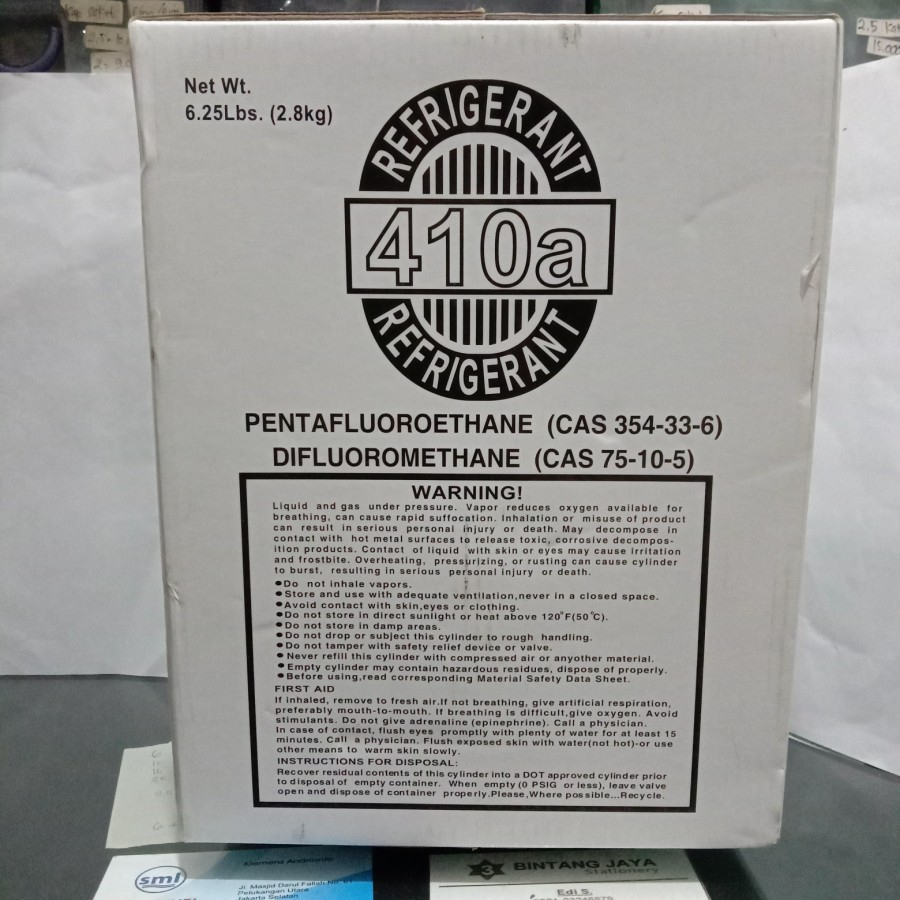 Net Wt.
6.25Lbs. (2.8kg)
REFRIGERANT
410a
REFRIGERANT
PENTAFLUOROETHANE (CAS 354-33-6)
DIFLUOROMETHANE (CAS 75-10-5)
WARNING!
Liquid and gas under pressure. Vapor reduces oxygen available for
breathing, can cause rapid suffocation. Inhalation or misuse of product
can result in serious personal injury or death. May decompose in
contact with hot metal surfaces to release toxic, corrosive decompos-
ition products. Contact of liquid with skin or eyes may cause irritation
and frostbite. Overheating, pressurizing, or rusting can cause cylinder
to burst, resulting in serious personal injury or death.
●Do not inhale vapors.
●Store and use with adequate ventilation,never in a closed space.
●Avoid contact with skin,eyes or clothing.
●Do not store in direct sunlight or heat above 120°F(50℃).
●Do not store in damp areas.
●Do not drop or subject this cylinder to rough handling.
●Do not tamper with safety relief device or valve.
● Never refill this cylinder with compressed air or anyother material.
● Empty cylinder may contain hazardous residues, dispose of properly.
●Before using,read corresponding Material Safety Data Sheet.
FIRST AID
If inhaled, remove to fresh air.If not breathing, give artificial respiration,
preferably mouth-to-mouth. If breathing is difficult,give oxygen. Avoid
stimulants. Do not give adrenaline (epinephrine). Call a physician.
In case of contact, flush eyes promptly with plenty of water for at least 15
minutes. Call a physician. Flush exposed skin with water(not hot)-or use
other means to warm skin slowly.
INSTRUCTIONS FOR DISPOSAL:
Recover residual contents of this cylinder into a DOT approved cylinder prior
to disposal of empty container. When empty(0 PSIG or less), leave valve
open and dispose of container properly.Please,Where possible...Recycle.
sml
Jl. Masjid Darul Fallah No.
Petukangan Utara
Jakarta Selatan
BINTANG JAYA
Stationery
Edi S.